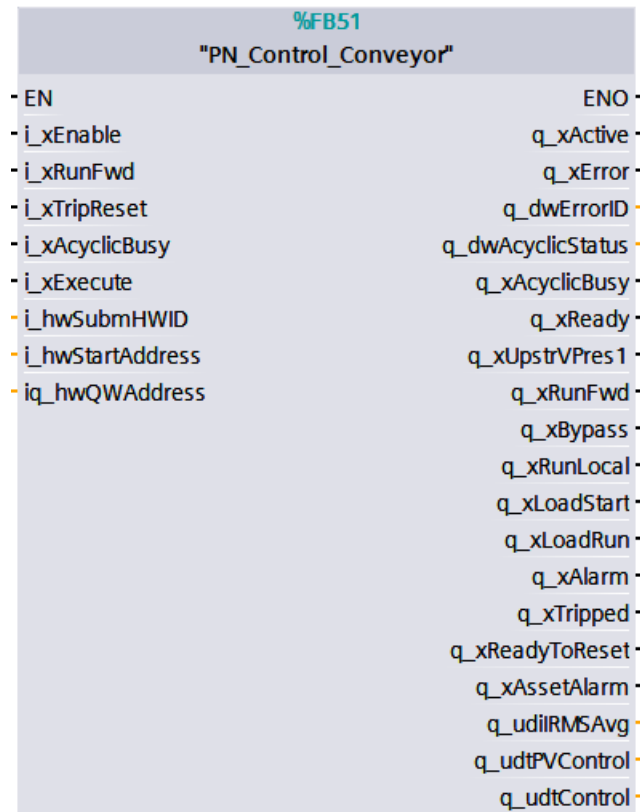 %FB51
"PN_Control_Conveyor"
EN ENO
i_xEnable q_xActive
i_xRunFwd q_xError
i_xTripReset q_dwErrorID
i_xAcyclicBusy q_dwAcyclicStatus
i_xExecute q_xAcyclicBusy
i_hwSubmHWID q_xReady
i_hwStartAddress q_xUpstrVPres1
iq_hwQWAddress q_xRunFwd
q_xBypass
q_xRunLocal
q_xLoadStart
q_xLoadRun
q_xAlarm
q_xTripped
q_xReadyToReset
q_xAssetAlarm
q_udiIRMSAvg
q_udtPVControl
q_udtControl